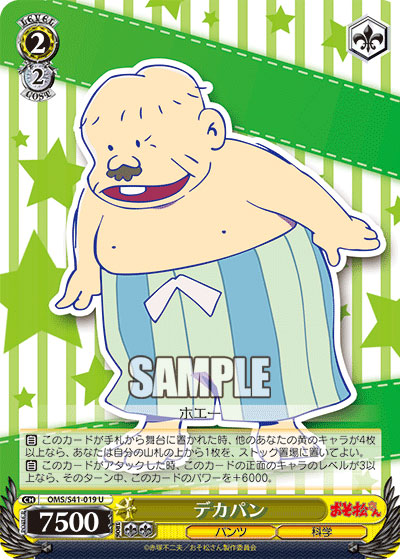 LEVEL
2
2
COST
SAMPLE
ホエー
自 このカードが手札から舞台に置かれた時、他のあなたの黄のキャラが4枚
以上なら、あなたは自分の山札の上から1枚を、ストック置場に置いてよい。
自 このカードがアタックした時、このカードの正面のキャラのレベルが3以
上なら、そのターン中、このカードのパワーを+6000。
CH OMS/S41-019 U
デカパン
おそ松さん
POWER
7500
SOUL
パンツ
科学
©赤塚不二夫/おそ松さん製作委員会